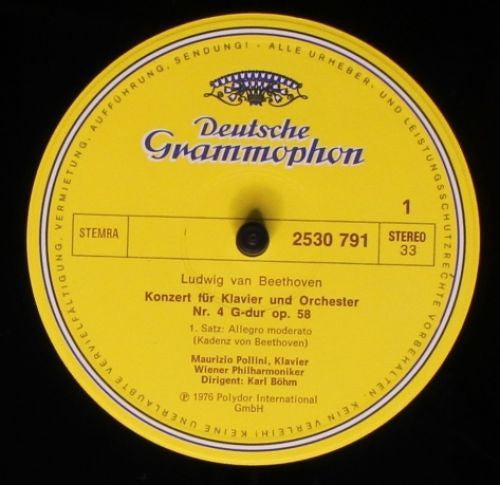 ALLE URHEBER- UND LEISTUNGSSCHUTZRECHTE VORBEHALTEN · KEIN VERLEIH! KEINE UNERLAUBTE VERVIELFÄLTIGUNG, VERMIETUNG, AUFFÜHRUNG, SENDUNG! -
Deutsche
Grammophon
1
STEMRA
2530 791
STEREO
33
Ludwig van Beethoven
Konzert für Klavier und Orchester
Nr. 4 G-dur op. 58
1. Satz: Allegro moderato
(Kadenz von Beethoven)
Maurizio Pollini, Klavier
Wiener Philharmoniker
Dirigent: Karl Böhm
Ⓟ 1976 Polydor International
GmbH